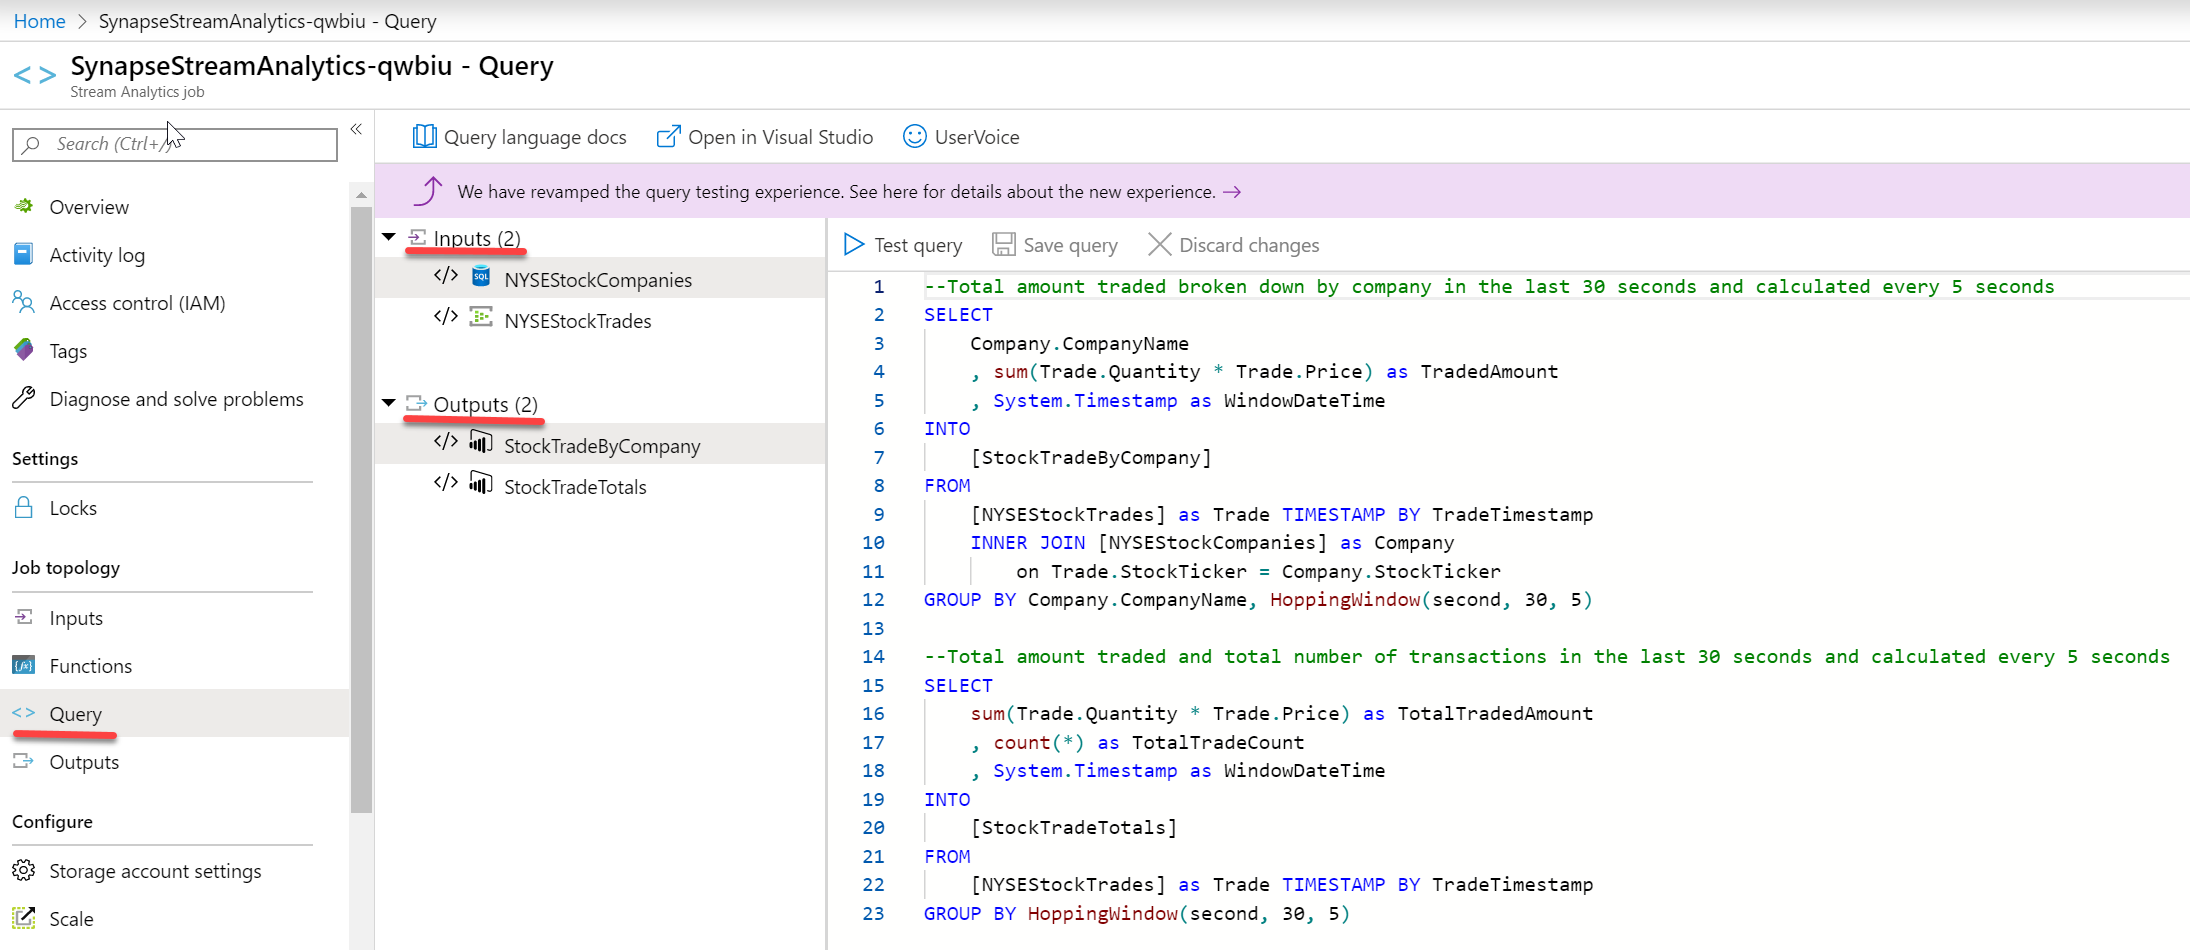 Home > SynapseStreamAnalytics-qwbiu - Query
SynapseStreamAnalytics-qwbiu - Query
Stream Analytics job
Search (Ctrl+/)
Overview
Activity log
Access control (IAM)
Tags
Diagnose and solve problems
Settings
Locks
Job topology
Inputs
Functions
Query
Outputs
Configure
Storage account settings
Scale
Query language docs Open in Visual Studio UserVoice
We have revamped the query testing experience. See here for details about the new experience. →
Inputs (2)
</> SQL NYSEStockCompanies
</> NYSEStockTrades
Outputs (2)
</> StockTradeByCompany
</> StockTradeTotals
Test query Save query Discard changes
1 --Total amount traded broken down by company in the last 30 seconds and calculated every 5 seconds
2 SELECT
3 Company.CompanyName
4 , sum(Trade.Quantity * Trade.Price) as TradedAmount
5 , System.Timestamp as WindowDateTime
6 INTO
7 [StockTradeByCompany]
8 FROM
9 [NYSEStockTrades] as Trade TIMESTAMP BY TradeTimestamp
10 INNER JOIN [NYSEStockCompanies] as Company
11 on Trade.StockTicker = Company.StockTicker
12 GROUP BY Company.CompanyName, HoppingWindow(second, 30, 5)
13
14 --Total amount traded and total number of transactions in the last 30 seconds and calculated every 5 seconds
15 SELECT
16 sum(Trade.Quantity * Trade.Price) as TotalTradedAmount
17 , count(*) as TotalTradeCount
18 , System.Timestamp as WindowDateTime
19 INTO
20 [StockTradeTotals]
21 FROM
22 [NYSEStockTrades] as Trade TIMESTAMP BY TradeTimestamp
23 GROUP BY HoppingWindow(second, 30, 5)